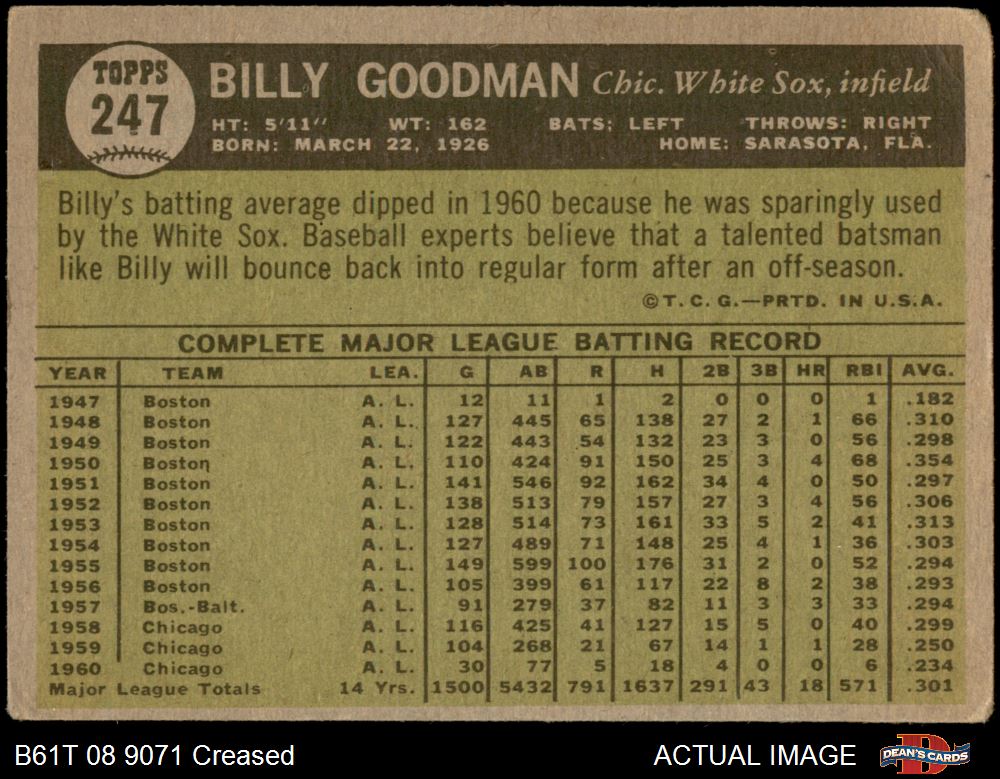 TOPPS
247
BILLY GOODMAN Chic. White Sox, infield
HT: 5'11" WT: 162 BATS: LEFT THROWS: RIGHT
BORN: MARCH 22, 1926 HOME: SARASOTA, FLA.
Billy's batting average dipped in 1960 because he was sparingly used
by the White Sox. Baseball experts believe that a talented batsman
like Billy will bounce back into regular form after an off-season.
©T. C. G.—PRTD. IN U.S.A.
COMPLETE MAJOR LEAGUE BATTING RECORD
YEAR TEAM LEA. G AB R H 2B 3B HR RBI AVG.
1947 Boston A. L. 12 11 1 2 0 0 0 1 .182
1948 Boston A. L. 127 445 65 138 27 2 1 66 .310
1949 Boston A. L. 122 443 54 132 23 3 0 56 .298
1950 Boston A. L. 110 424 91 150 25 3 4 68 .354
1951 Boston A. L. 141 546 92 162 34 4 0 50 .297
1952 Boston A. L. 138 513 79 157 27 3 4 56 .306
1953 Boston A. L. 128 514 73 161 33 5 2 41 .313
1954 Boston A. L. 127 489 71 148 25 4 1 36 .303
1955 Boston A. L. 149 599 100 176 31 2 0 52 .294
1956 Boston A. L. 105 399 61 117 22 8 2 38 .293
1957 Bos.-Balt. A. L. 91 279 37 82 11 3 3 33 .294
1958 Chicago A. L. 116 425 41 127 15 5 0 40 .299
1959 Chicago A. L. 104 268 21 67 14 1 1 28 .250
1960 Chicago A. L. 30 77 5 18 4 0 0 6 .234
Major League Totals 14 Yrs. 1500 5432 791 1637 291 43 18 571 .301
B61T 08 9071 Creased ACTUAL IMAGE DEAN'S CARDS